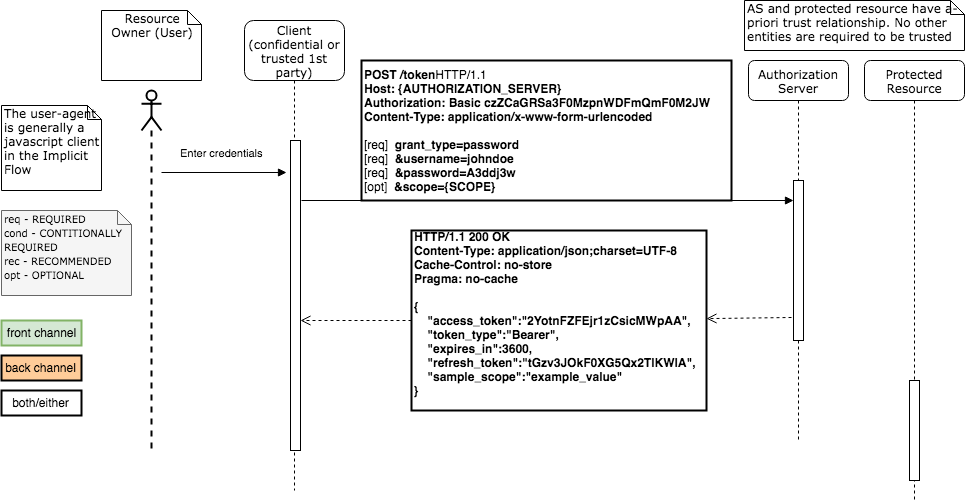 Resource
Owner (User)
Client
(confidential or
trusted 1st
party)
AS and protected resource have a-
priori trust relationship. No other
entities are required to be trusted
POST /tokenHTTP/1.1
Host: {AUTHORIZATION_SERVER}
Authorization: Basic czZCaGRSa3F0MzpnWDFmQmF0M2JW
Content-Type: application/x-www-form-urlencoded
[req] grant_type=password
[req] &username=johndoe
[req] &password=A3ddj3w
[opt] &scope={SCOPE}
Authorization
Server
Protected
Resource
The user-agent
is generally a
javascript client
in the Implicit
Flow
Enter credentials
req - REQUIRED
cond - CONTITIONALLY
REQUIRED
rec - RECOMMENDED
opt - OPTIONAL
HTTP/1.1 200 OK
Content-Type: application/json;charset=UTF-8
Cache-Control: no-store
Pragma: no-cache
{
"access_token":"2YotnFZFEjr1zCsicMWpAA",
"token_type":"Bearer",
"expires_in":3600,
"refresh_token":"tGzv3JOkF0XG5Qx2TlKWIA",
"sample_scope":"example_value"
}
front channel
back channel
both/either